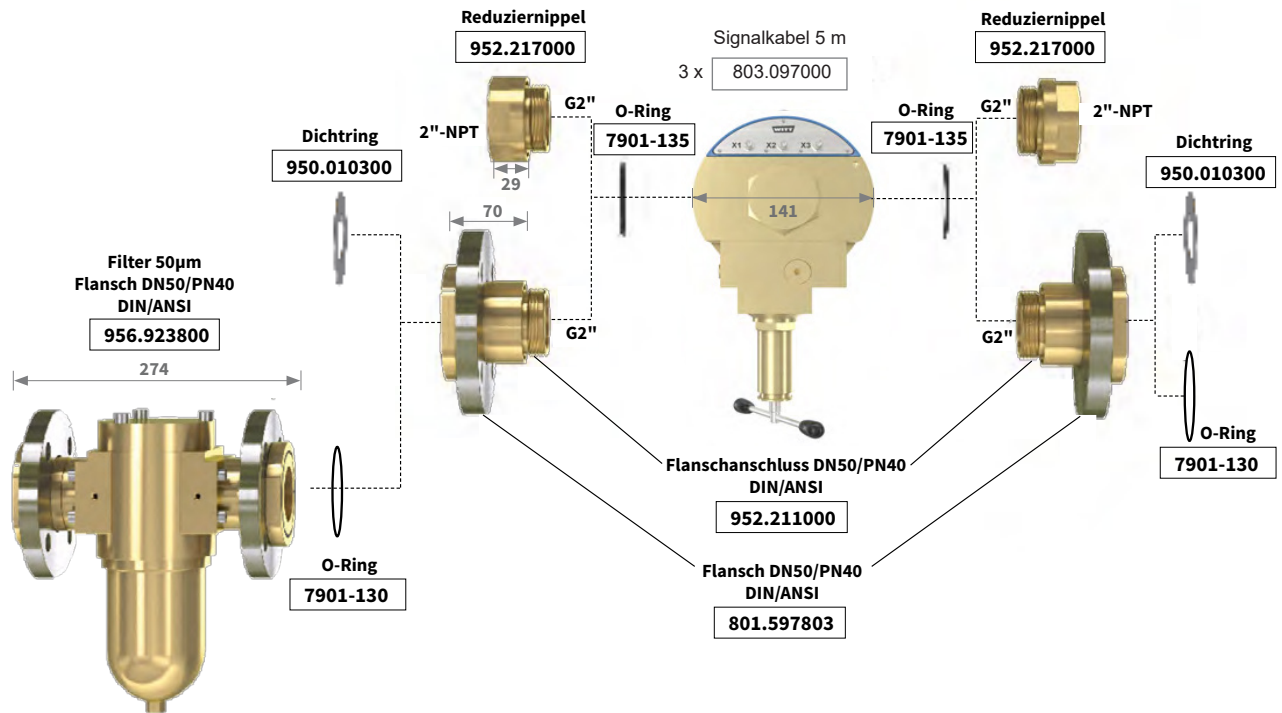 Reduziernippel
952.217000
Signalkabel 5 m
3 x 803.097000
Reduziernippel
952.217000
G2"
2"-NPT
29
O-Ring
7901-135
Dichtring
950.010300
WITT
X1 X2 X3
O-Ring
7901-135
G2"
2"-NPT
Dichtring
950.010300
70
141
Filter 50µm
Flansch DN50/PN40
DIN/ANSI
956.923800
274
G2"
G2"
O-Ring
7901-130
O-Ring
7901-130
Flanschanschluss DN50/PN40
DIN/ANSI
952.211000
Flansch DN50/PN40
DIN/ANSI
801.597803